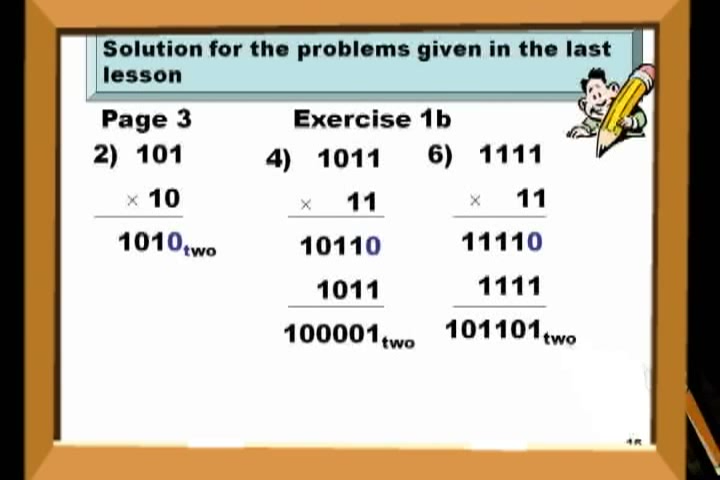 Solution for the problems given in the last
lesson
Page 3 Exercise 1b
2) 101 4) 1011 6) 1111
× 10 × 11 × 11
1010two 10110 11110
1011 1111
100001two 101101two